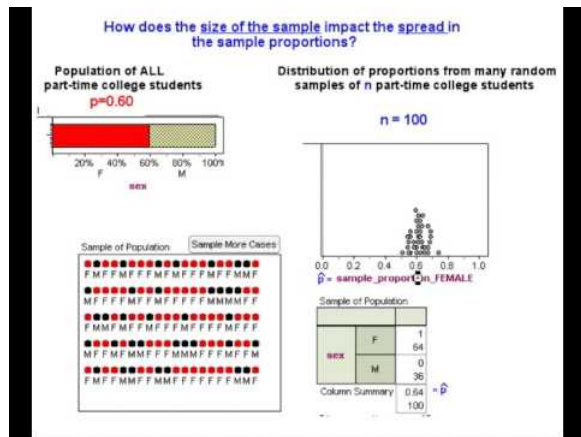 How does the size of the sample impact the spread in
the sample proportions?
Population of ALL
part-time college students
p=0.60
20% 40% 60% 80% 100%
F M
sex
Distribution of proportions from many random
samples of n part-time college students
n = 100
0.0 0.2 0.4 0.6 0.8 1.0
p̂ = sample_proportion_FEMALE
Sample of Population
Sample More Cases
F M F F M F F F M F F F M F F F M M F
M F F F F M M F F M F F F F M M M M F F
F M M F F M F F F M F F F F F F F F F
M F F M F F M M F F M M M F F F F F F M
F M F F M M F F M M F F F F F F F M M F
Sample of Population
sex
F
1
64
M
0
36
Column Summary
0.64
100
= p̂